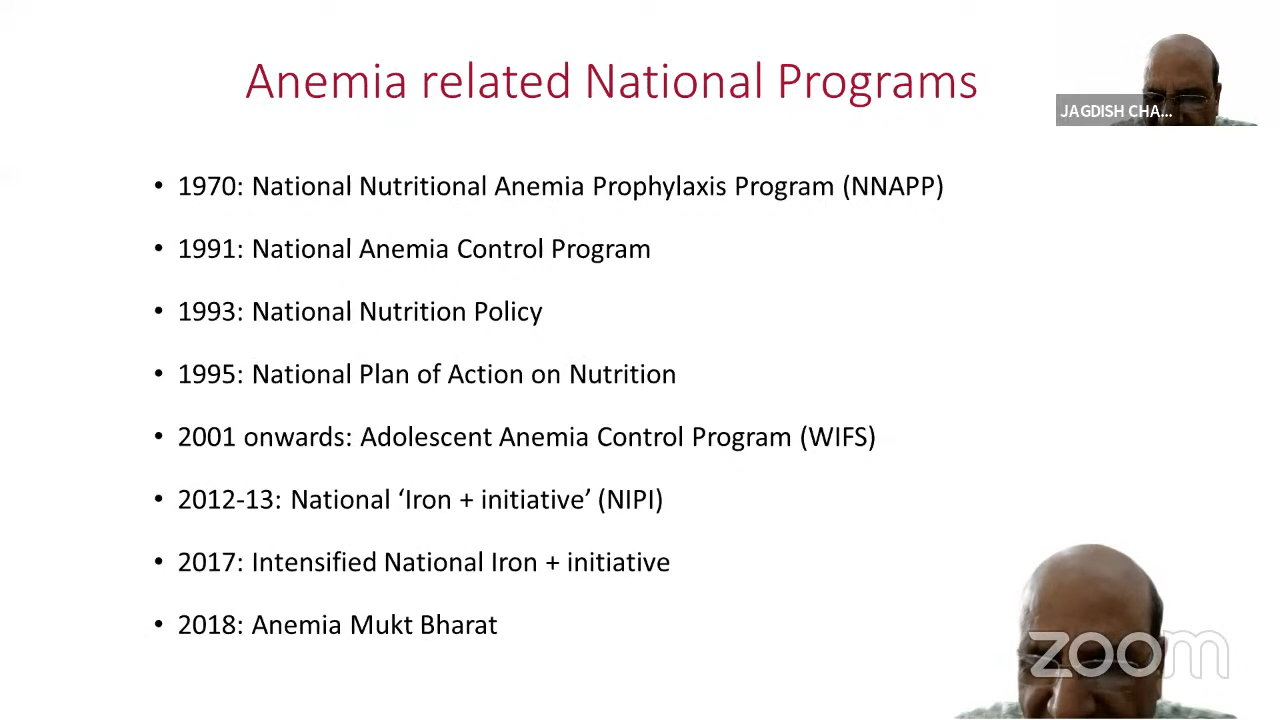 Anemia related National Programs
JAGDISH CHA...
• 1970: National Nutritional Anemia Prophylaxis Program (NNAPP)
• 1991: National Anemia Control Program
• 1993: National Nutrition Policy
• 1995: National Plan of Action on Nutrition
• 2001 onwards: Adolescent Anemia Control Program (WIFS)
• 2012-13: National ‘Iron + initiative’ (NIPI)
• 2017: Intensified National Iron + initiative
• 2018: Anemia Mukt Bharat
zoom